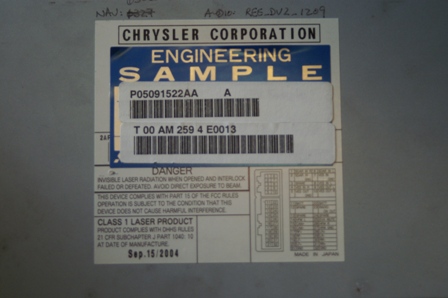 NAV: 0327 A-0101 RES_DVL_1209
CHRYSLER CORPORATION
ENGINEERING
SAMPLE
P05091522AA A
T 00 AM 259 4 E0013
DANGER
INVISIBLE LASER RADIATION WHEN OPENED AND INTERLOCK
FAILED OR DEFEATED. AVOID DIRECT EXPOSURE TO BEAM.
THIS DEVICE COMPLIES WITH PART 15 OF THE FCC RULES
OPERATION IS SUBJECT TO THE CONDITION THAT THIS
DEVICE DOES NOT CAUSE HARMFUL INTERFERENCE.
CLASS 1 LASER PRODUCT
PRODUCT COMPLIES WITH DHHS RULES
21 CFR SUBCHAPTER J PART 1040. 10
AT DATE OF MANUFACTURE.
Sep.15/2004
MADE IN JAPAN